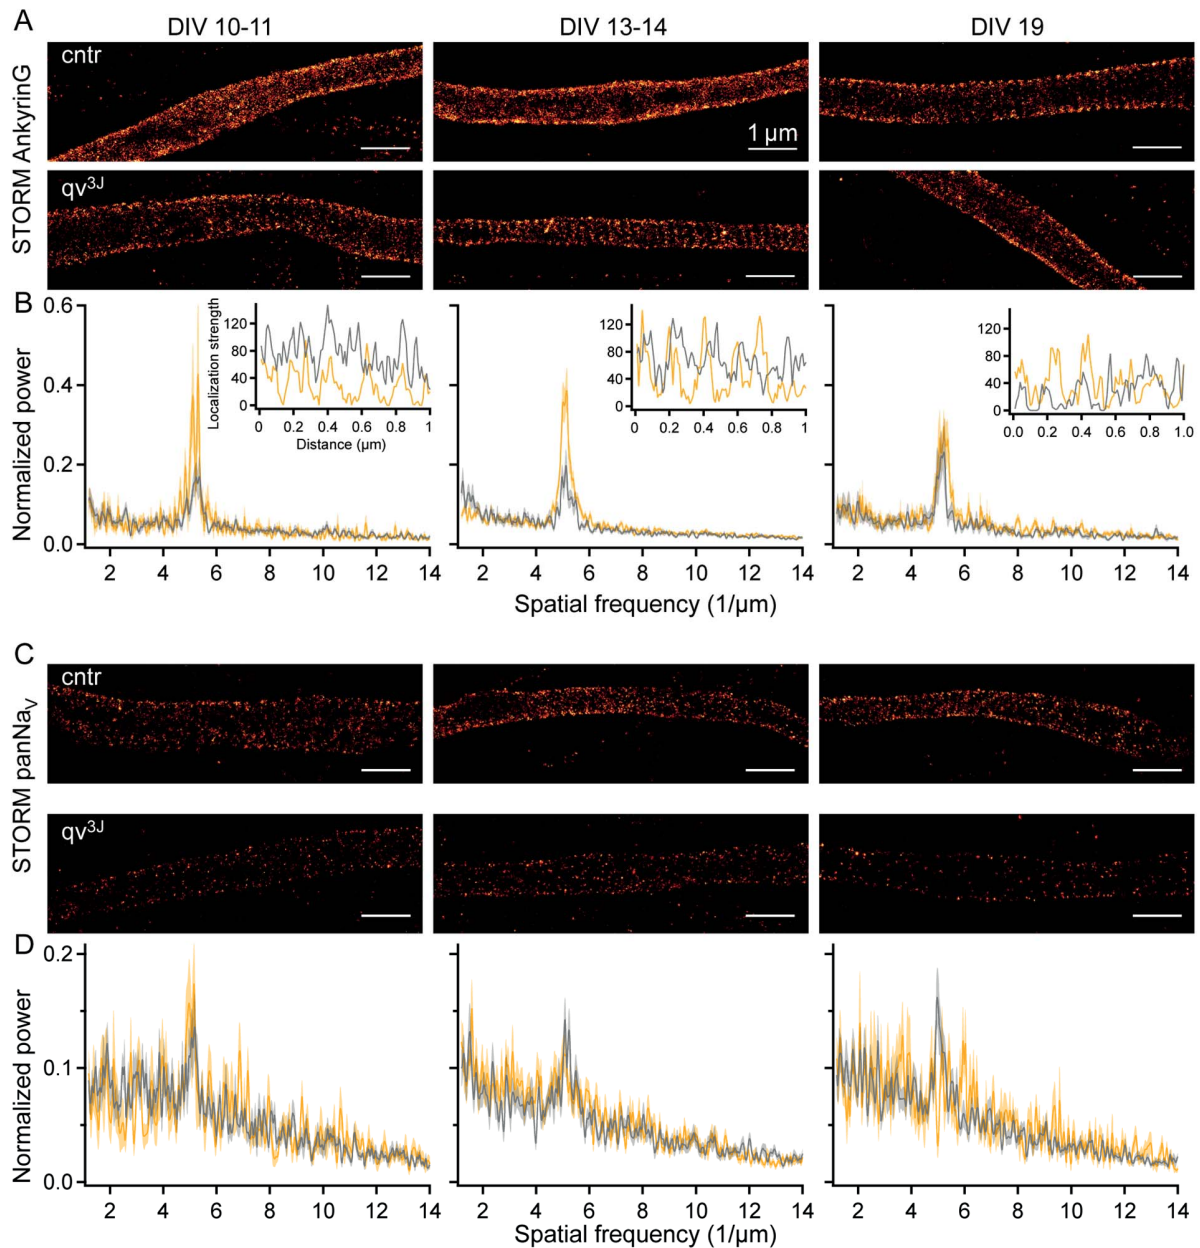 A
DIV 10-11
DIV 13-14
DIV 19
STORM AnkyringG
cntr
1 µm
qv3J
B
Normalized power
0.6
0.4
0.2
0.0
2 4 6 8 10 12 14
Localization strength
120
80
40
0
0 0.2 0.4 0.6 0.8 1
Distance (µm)
2 4 6 8 10 12 14
120
80
40
0
0 0.2 0.4 0.6 0.8 1.0
2 4 6 8 10 12 14
120
80
40
0
0.0 0.2 0.4 0.6 0.8 1.0
Spatial frequency (1/µm)
C
STORM panNaV
cntr
qv3J
D
Normalized power
0.2
0.1
0.0
2 4 6 8 10 12 14
2 4 6 8 10 12 14
2 4 6 8 10 12 14
Spatial frequency (1/µm)